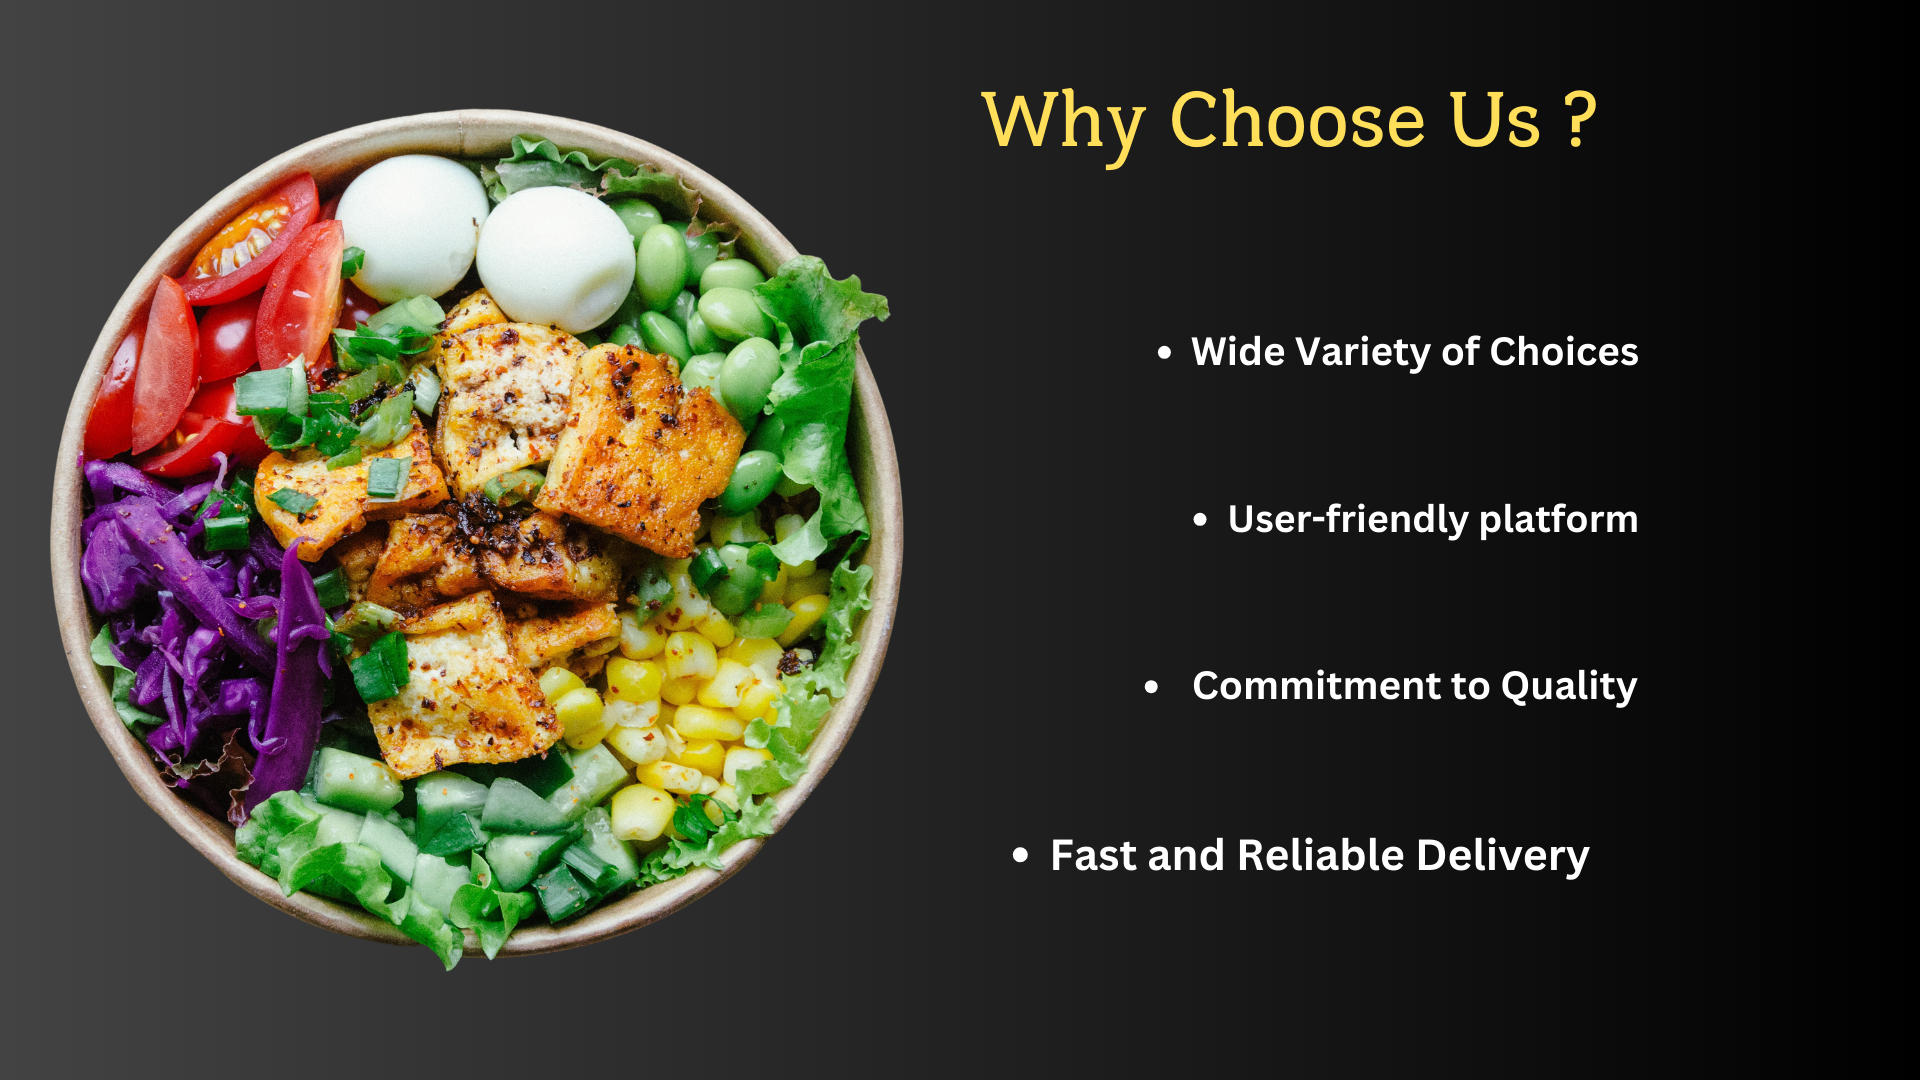 Why Choose Us ?
• Wide Variety of Choices
• User-friendly platform
• Commitment to Quality
• Fast and Reliable Delivery